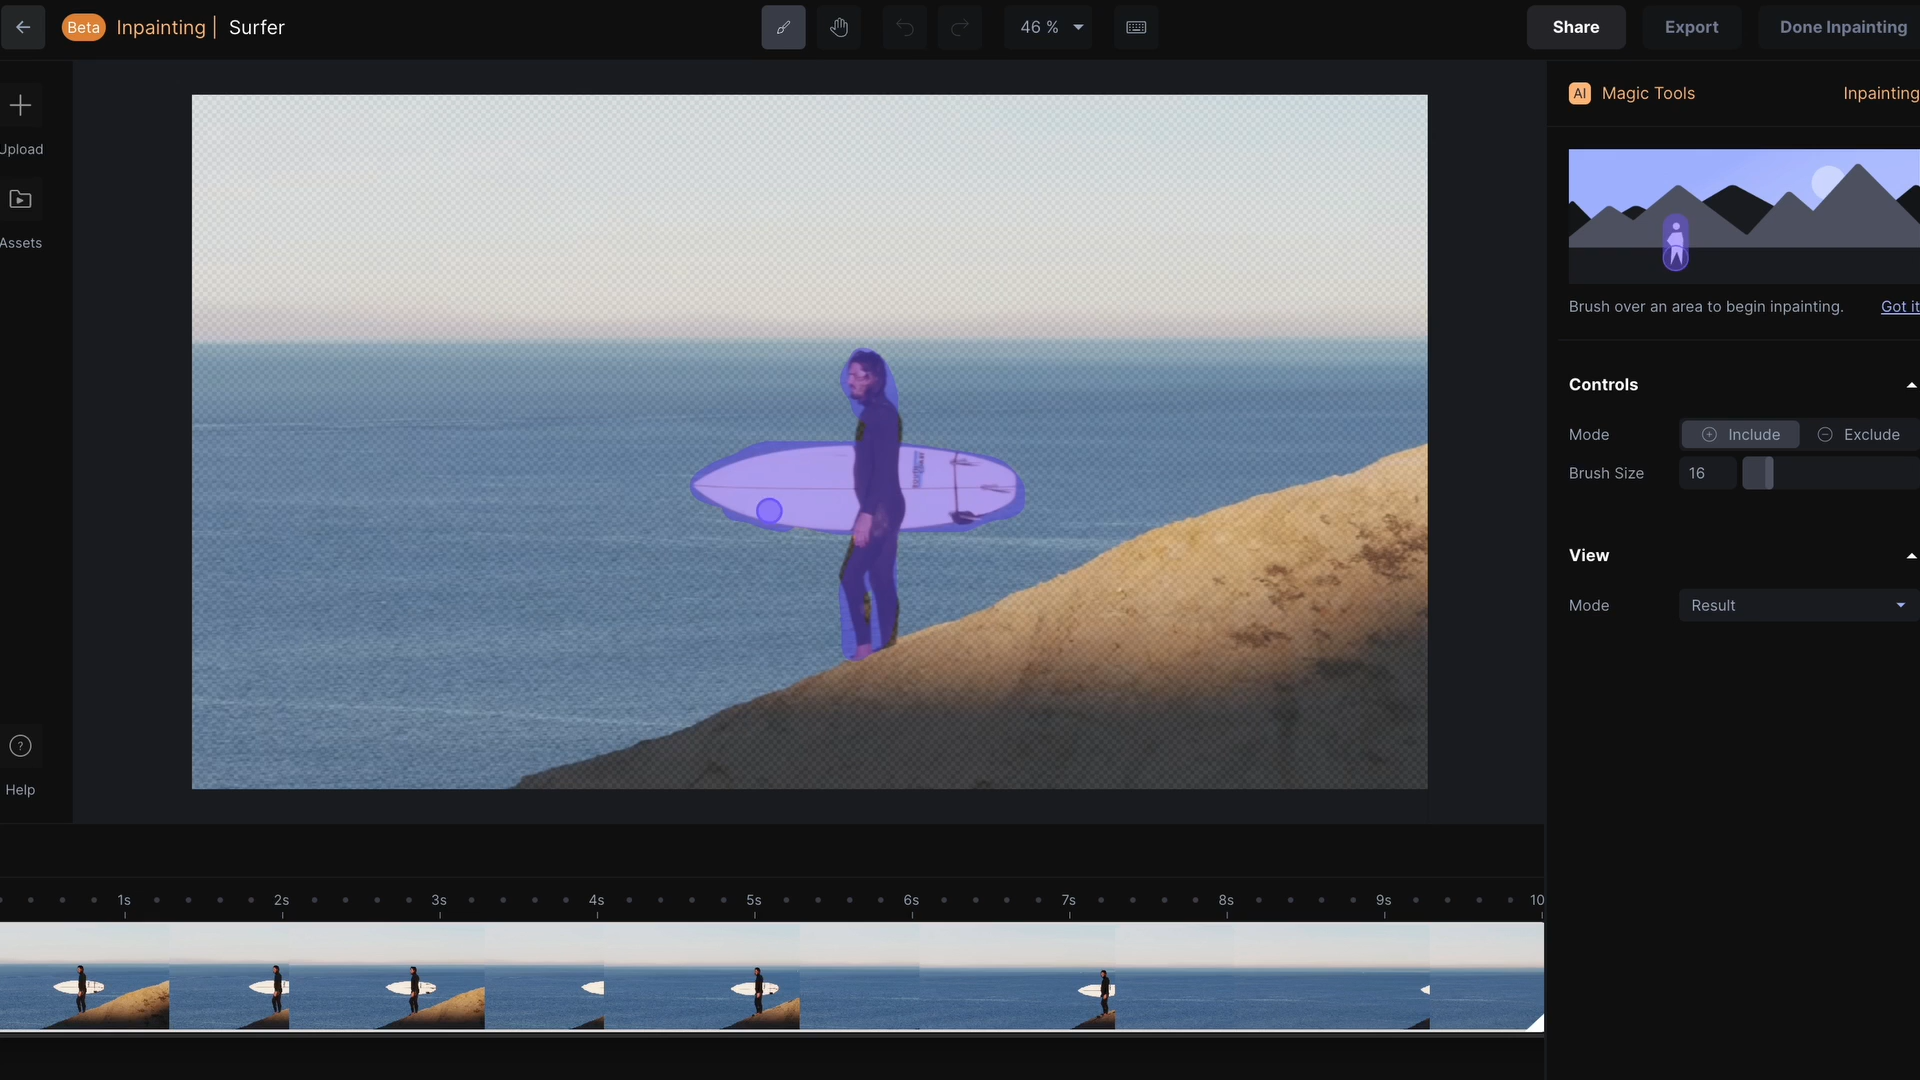 Beta Inpainting | Surfer
46 %
Share
Export
Done Inpainting
Upload
Assets
Help
AI Magic Tools
Inpainting
Brush over an area to begin inpainting.
Got it
Controls
Mode
Include
Exclude
Brush Size
16
View
Mode
Result
1s 2s 3s 4s 5s 6s 7s 8s 9s 10